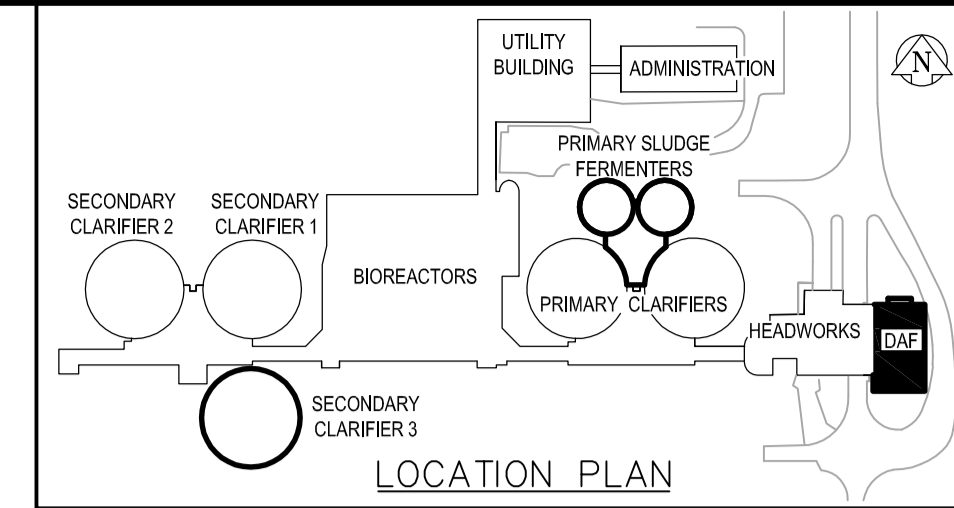 UTILITY
BUILDING
ADMINISTRATION
N
PRIMARY SLUDGE
FERMENTERS
SECONDARY
CLARIFIER 2
SECONDARY
CLARIFIER 1
BIOREACTORS
PRIMARY CLARIFIERS
HEADWORKS
DAF
SECONDARY
CLARIFIER 3
LOCATION PLAN